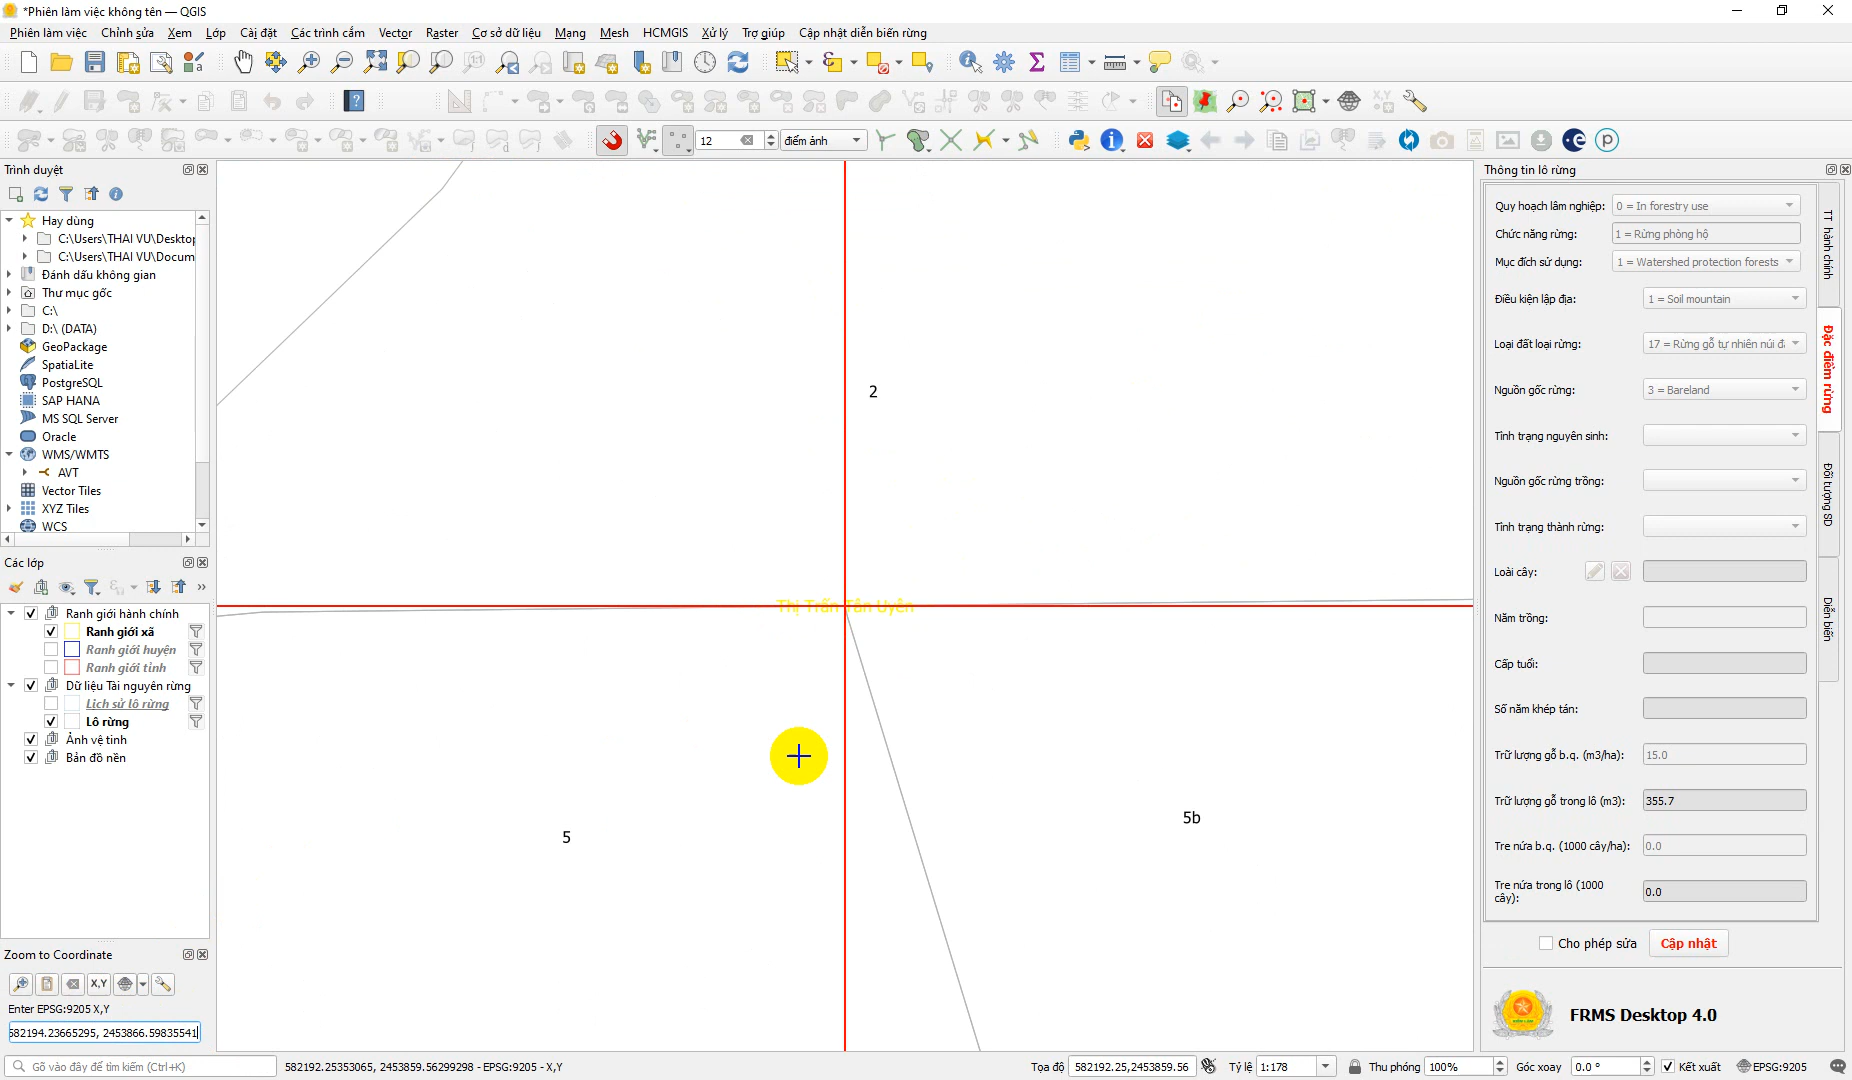 *Phiên làm việc không tên — QGIS
Phiên làm việc Chỉnh sửa Xem Lớp Cài đặt Các trình cắm Vector Raster Cơ sở dữ liệu Mạng Mesh HCMGIS Xử lý Trợ giúp Cập nhật diễn biến rừng
12 điểm ảnh
Trình duyệt
Hay dùng
C:\Users\THAI VU\Desktop
C:\Users\THAI VU\Docum
Đánh dấu không gian
Thư mục gốc
C:\
D:\ (DATA)
GeoPackage
SpatiaLite
PostgreSQL
SAP HANA
MS SQL Server
Oracle
WMS/WMTS
AVT
Vector Tiles
XYZ Tiles
WCS
Các lớp
Ranh giới hành chính
Ranh giới xã
Ranh giới huyện
Ranh giới tỉnh
Dữ liệu Tài nguyên rừng
Lịch sử lô rừng
Lô rừng
Ảnh vệ tinh
Bản đồ nền
Zoom to Coordinate
X,Y
Enter EPSG:9205 X,Y
582194.23665295, 2453866.59835541
2
Thị Trấn Tân Uyên
5
5b
Thông tin lô rừng
Quy hoạch lâm nghiệp: 0 = In forestry use
Chức năng rừng: 1 = Rừng phòng hộ
Mục đích sử dụng: 1 = Watershed protection forests
Điều kiện lập địa: 1 = Soil mountain
Loại đất loại rừng: 17 = Rừng gỗ tự nhiên núi đ
Nguồn gốc rừng: 3 = Bareland
Tình trạng nguyên sinh:
Nguồn gốc rừng trồng:
Tình trạng thành rừng:
Loài cây:
Năm trồng:
Cấp tuổi:
Số năm khép tán:
Trữ lượng gỗ b.q. (m3/ha): 15.0
Trữ lượng gỗ trong lô (m3): 355.7
Tre nứa b.q. (1000 cây/ha): 0.0
Tre nứa trong lô (1000
cây): 0.0
TT hành chính
Đặc điểm rừng
Đối tượng SD
Diễn biến
Cho phép sửa Cập nhật
FRMS Desktop 4.0
Gõ vào đây để tìm kiếm (Ctrl+K) 582192.25353065, 2453859.56299298 - EPSG:9205 - X,Y Tọa độ 582192.25,2453859.56 Tỷ lệ 1:178 Thu phóng 100% Góc xoay 0.0 ° Kết xuất EPSG:9205